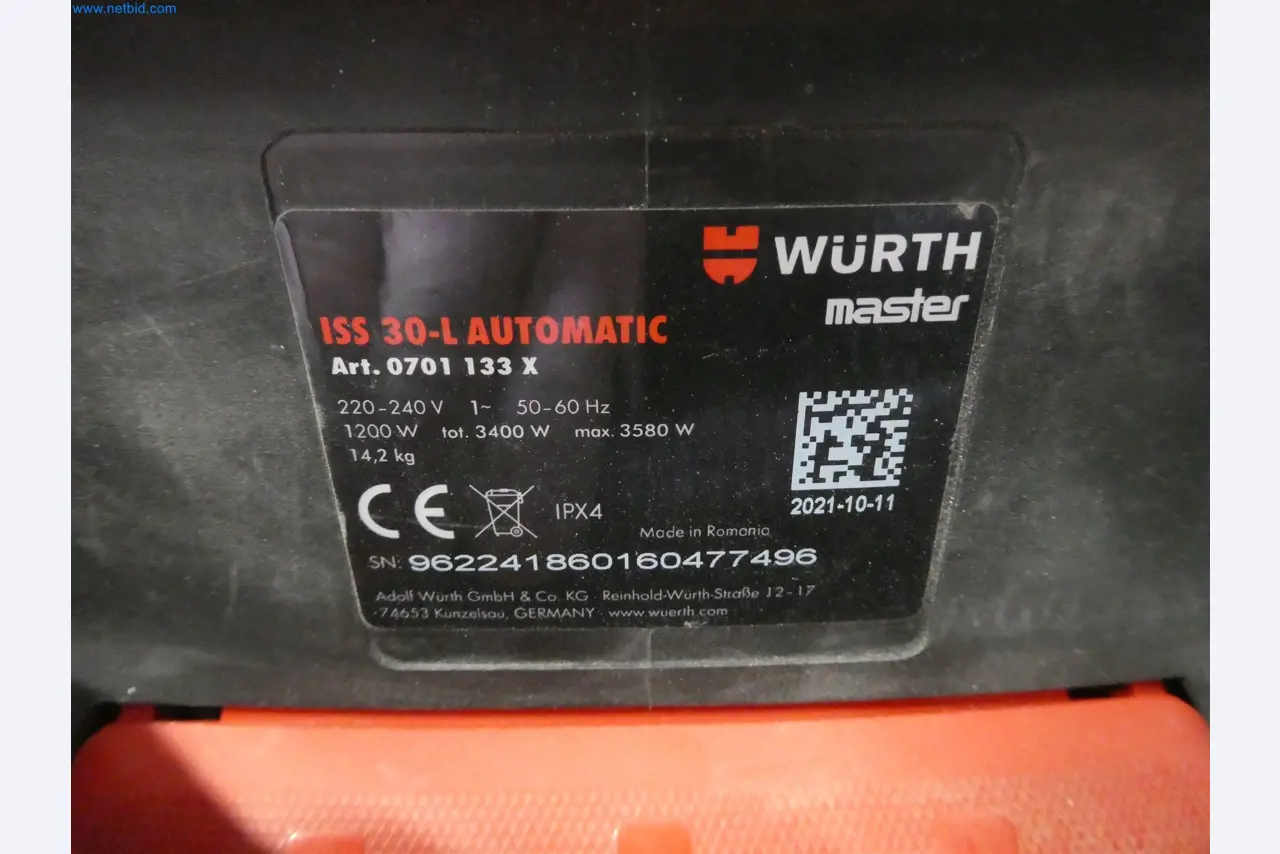 www.netbid.com
WÜRTH
master
ISS 30-L AUTOMATIC
Art. 0701 133 X
220-240 V 1~ 50-60 Hz
1200 W tot. 3400 W max. 3580 W
14,2 kg
CE IPX4
2021-10-11
Made in Romania
SN: 962241860160477496
Adolf Würth GmbH & Co. KG · Reinhold-Würth-Straße 12-17
·74653 Künzelsau, GERMANY · www.wuerth.com